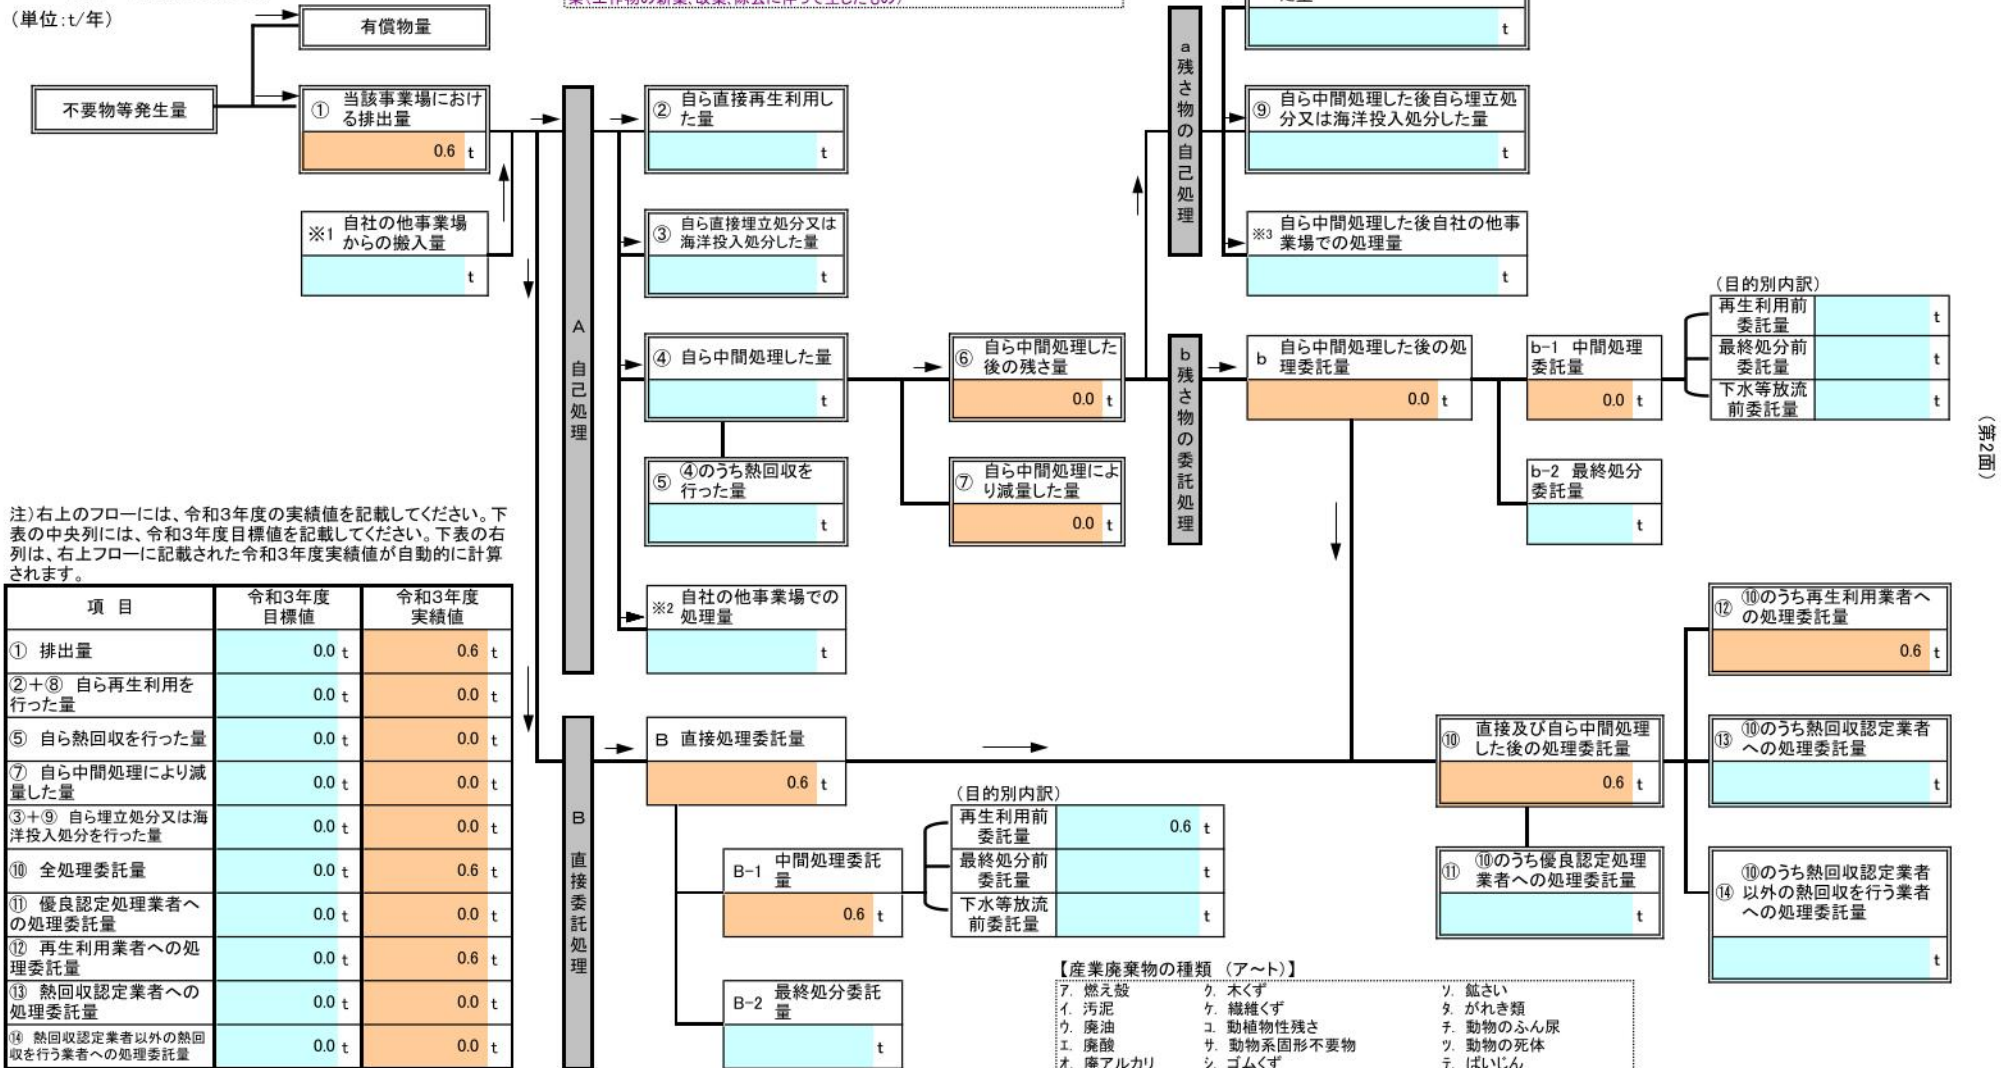 (単位:t/年)
有償物量
不要物等発生量
① 当該事業場におけ
る排出量
0.6 t
※1 自社の他事業場
からの搬入量
t
A 自己処理
② 自ら直接再生利用し
た量
t
③ 自ら直接埋立処分又は
海洋投入処分した量
t
④ 自ら中間処理した量
t
⑤ ④のうち熱回収を
行った量
t
※2 自社の他事業場での
処理量
t
⑥ 自ら中間処理した
後の残さ量
0.0 t
⑦ 自ら中間処理によ
り減量した量
0.0 t
a残さ物の自己処理
t
⑨ 自ら中間処理した後自ら埋立処
分又は海洋投入処分した量
t
※3 自ら中間処理した後自社の他事
業場での処理量
t
b残さ物の委託処理
b 自ら中間処理した後の処
理委託量
0.0 t
b-1 中間処理
委託量
0.0 t
b-2 最終処分
委託量
t
(目的別内訳)
再生利用前
委託量
t
最終処分前
委託量
t
下水等放流
前委託量
t
(第2面)
注)右上のフローには、令和3年度の実績値を記載してください。下
表の中央列には、令和3年度目標値を記載してください。下表の右
列は、右上フローに記載された令和3年度実績値が自動的に計算
されます。
項 目 令和3年度 目標値 令和3年度 実績値
① 排出量 0.0 t 0.6 t
②+⑧ 自ら再生利用を
行った量 0.0 t 0.0 t
⑤ 自ら熱回収を行った量 0.0 t 0.0 t
⑦ 自ら中間処理により減
量した量 0.0 t 0.0 t
③+⑨ 自ら埋立処分又は海
洋投入処分を行った量 0.0 t 0.0 t
⑩ 全処理委託量 0.0 t 0.6 t
⑪ 優良認定処理業者へ
の処理委託量 0.0 t 0.0 t
⑫ 再生利用業者への処
理委託量 0.0 t 0.6 t
⑬ 熱回収認定業者への
処理委託量 0.0 t 0.0 t
⑭ 熱回収認定業者以外の熱回
収を行う業者への処理委託量 0.0 t 0.0 t
B 直接委託処理
B 直接処理委託量
0.6 t
B-1 中間処理委託
量
0.6 t
B-2 最終処分委託
量
t
(目的別内訳)
再生利用前
委託量
0.6 t
最終処分前
委託量
t
下水等放流
前委託量
t
⑩ 直接及び自ら中間処理
した後の処理委託量
0.6 t
⑪ ⑩のうち優良認定処理
業者への処理委託量
t
⑫ ⑩のうち再生利用業者へ
の処理委託量
0.6 t
⑬ ⑩のうち熱回収認定業者
への処理委託量
t
⑭ ⑩のうち熱回収認定業者
以外の熱回収を行う業者
への処理委託量
t
【産業廃棄物の種類 (ア~ト)】
ア. 燃え殻 ク. 木くず ソ. 鉱さい
イ. 汚泥 ケ. 繊維くず タ. がれき類
ウ. 廃油 コ. 動植物性残さ チ. 動物のふん尿
エ. 廃酸 サ. 動物系固形不要物 ツ. 動物の死体
オ. 廃アルカリ シ. ゴムくず テ. ばいじん